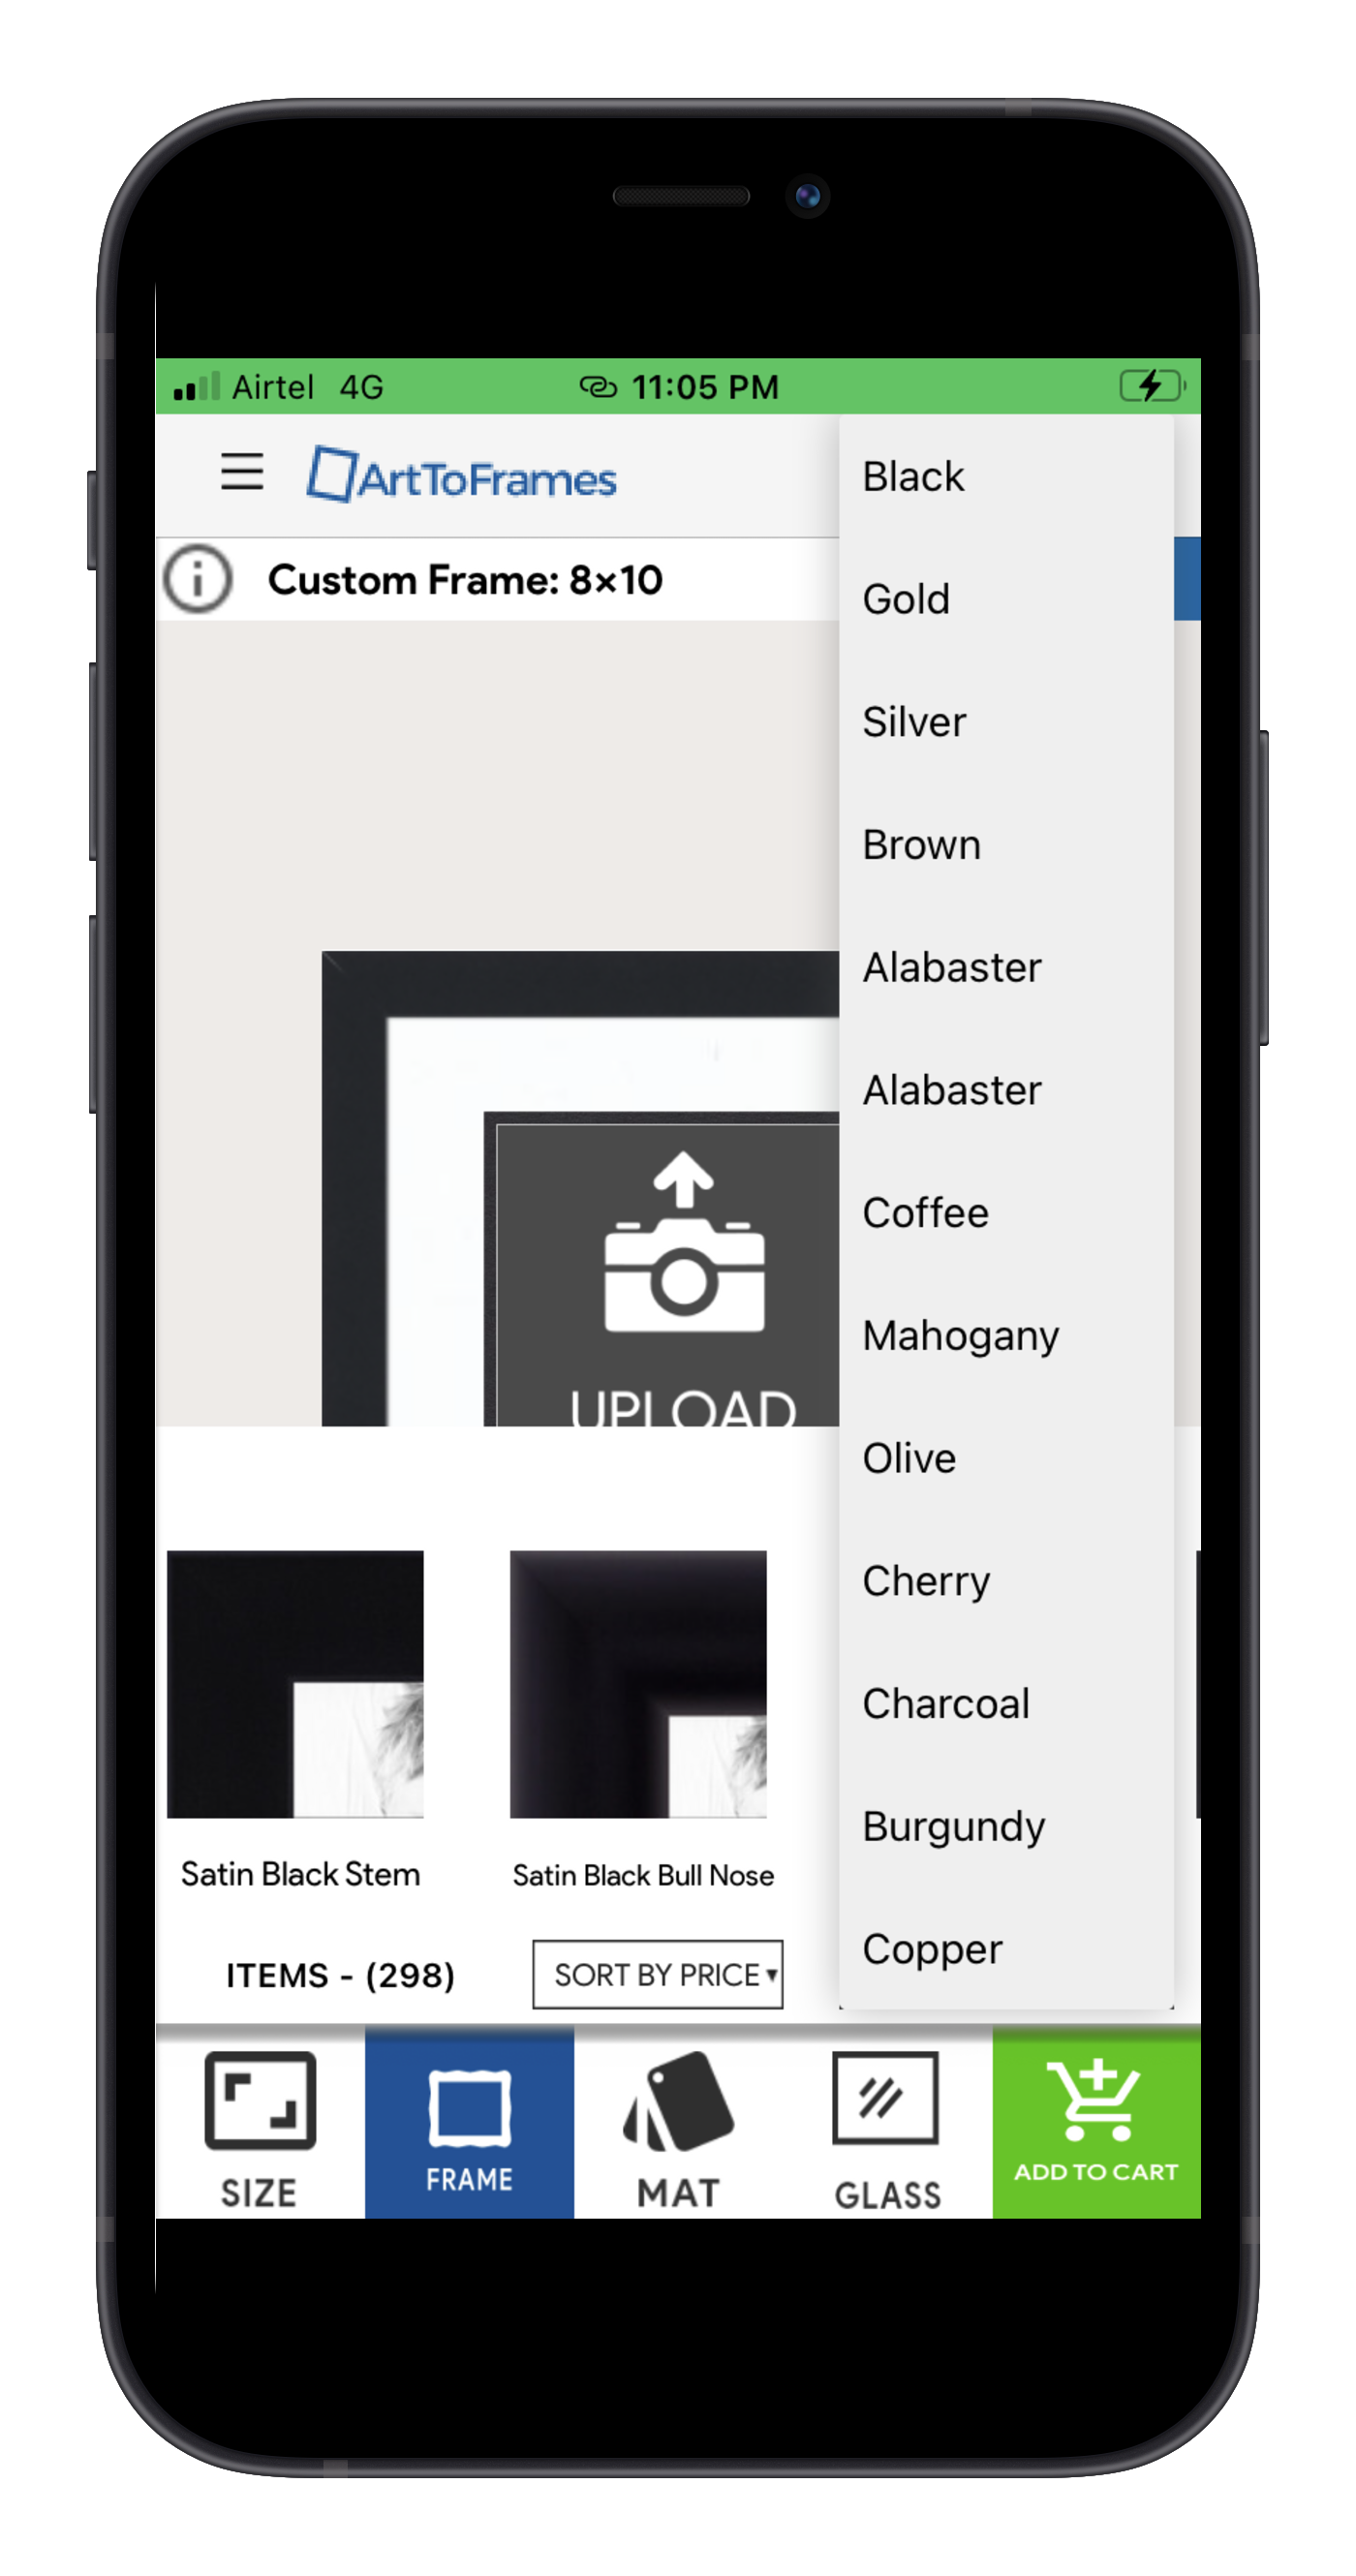 Airtel 4G 11:05 PM
ArtToFrames
Custom Frame: 8×10
Black
Gold
Silver
Brown
Alabaster
Alabaster
Coffee
Mahogany
Olive
Cherry
Charcoal
Burgundy
Copper
UPLOAD
Satin Black Stem
Satin Black Bull Nose
ITEMS - (298)
SORT BY PRICE
SIZE
FRAME
MAT
GLASS
ADD TO CART